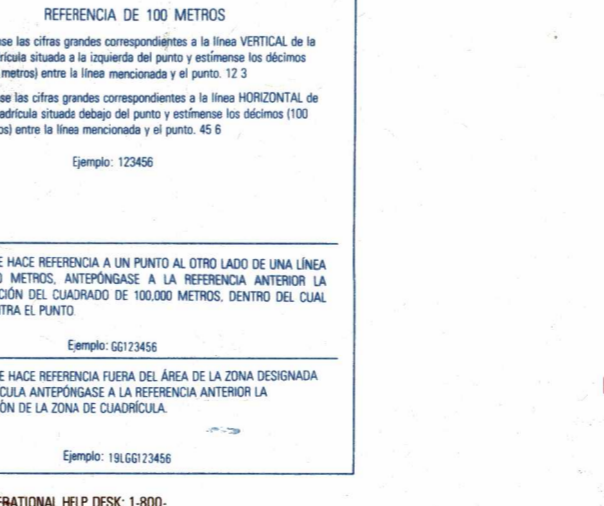 REFERENCIA DE 100 METROS
se las cifras grandes correspondientes a la línea VERTICAL de la
rícula situada a la izquierda del punto y estímense los décimos
metros) entre la línea mencionada y el punto. 12 3
se las cifras grandes correspondientes a la línea HORIZONTAL de
adrícula situada debajo del punto y estímense los décimos (100
os) entre la línea mencionada y el punto. 45 6
Ejemplo: 123456
E HACE REFERENCIA A UN PUNTO AL OTRO LADO DE UNA LÍNEA
0 METROS, ANTEPÓNGASE A LA REFERENCIA ANTERIOR LA
CIÓN DEL CUADRADO DE 100,000 METROS, DENTRO DEL CUAL
NTRA EL PUNTO
Ejemplo: GG123456
E HACE REFERENCIA FUERA DEL ÁREA DE LA ZONA DESIGNADA
ÍCULA ANTEPÓNGASE A LA REFERENCIA ANTERIOR LA
ÓN DE LA ZONA DE CUADRÍCULA.
Ejemplo: 19LGG123456
ERATIONAL HELP DESK: 1-800-